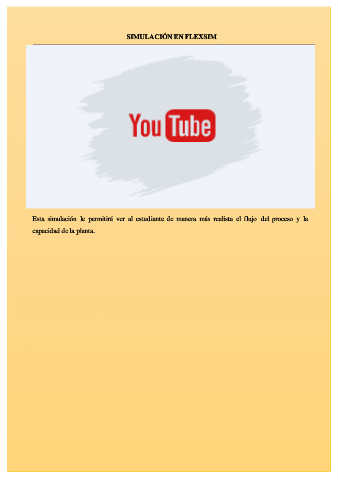 SIMULACIÓN EN FLEXSIM
YouTube
Esta simulación le permitirá ver al estudiante de manera más realista el flujo del proceso y la
capacidad de la planta.